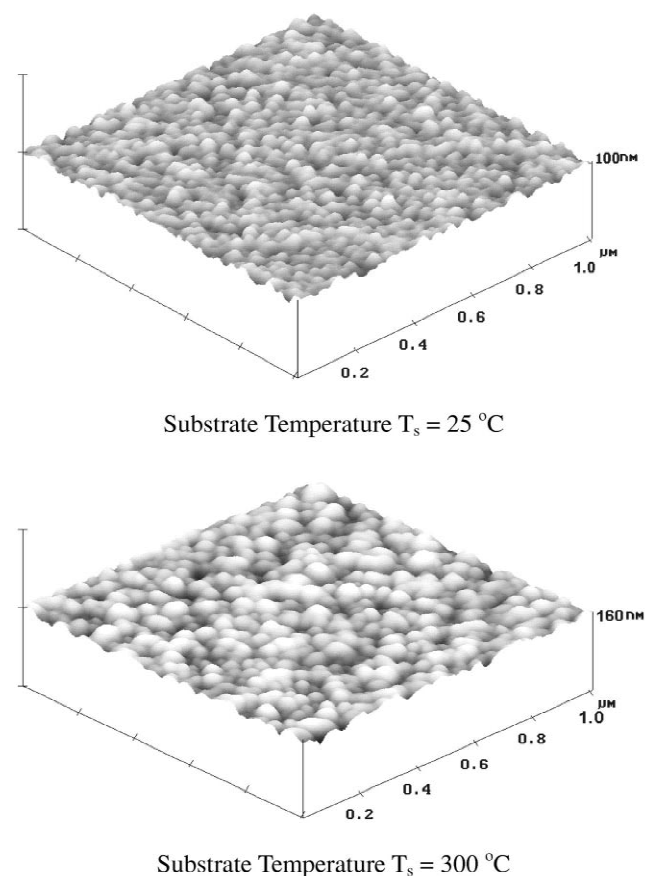 100nM
µM
1.0
0.8
0.6
0.4
0.2
Substrate Temperature Tₛ = 25 °C
160nM
µM
1.0
0.8
0.6
0.4
0.2
Substrate Temperature Tₛ = 300 °C